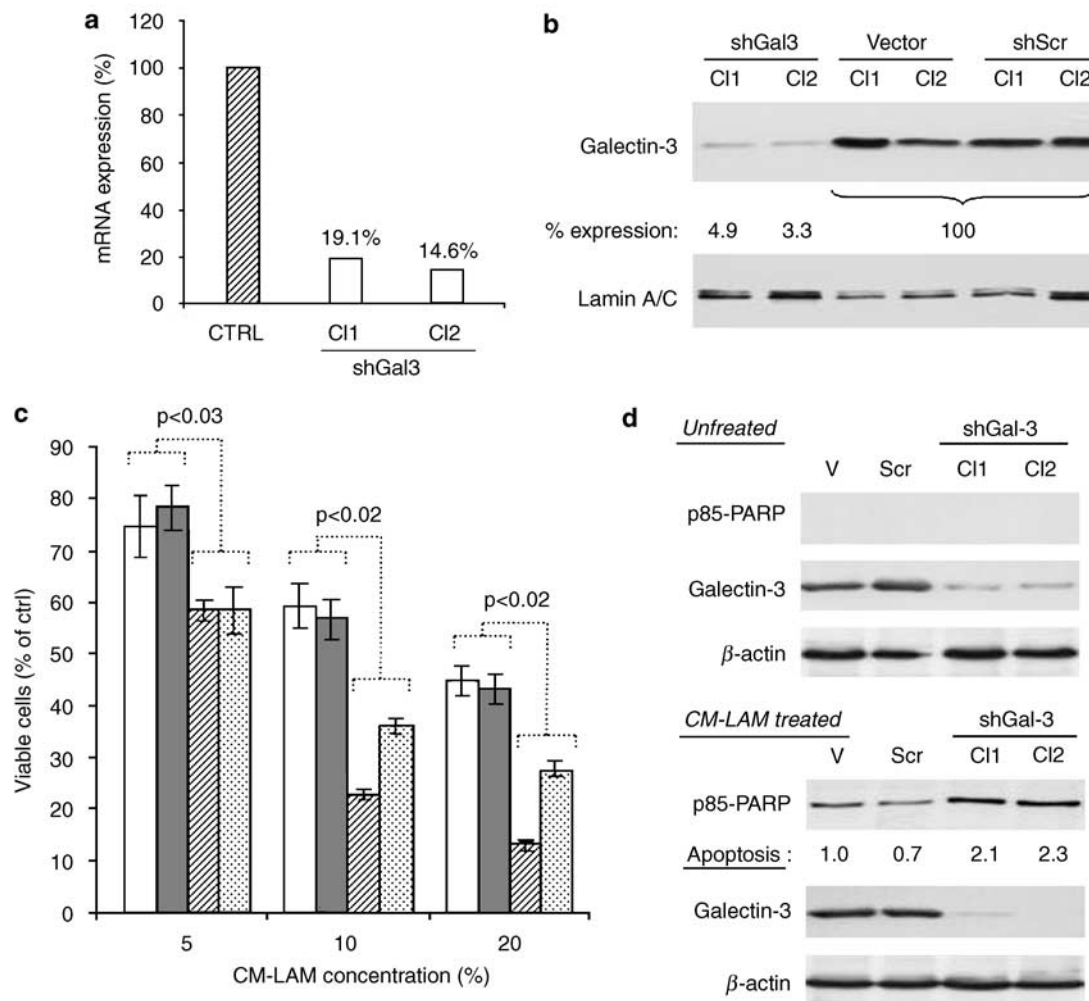 a
120
100
80
60
40
20
0
mRNA expression (%)
19.1%
14.6%
CTRL
Cl1
Cl2
shGal3
b
shGal3
Vector
shScr
Cl1
Cl2
Cl1
Cl2
Cl1
Cl2
Galectin-3
% expression:
4.9
3.3
100
Lamin A/C
c
p<0.03
p<0.02
p<0.02
90
80
70
60
50
40
30
20
10
0
Viable cells (% of ctrl)
5
10
20
CM-LAM concentration (%)
d
Unfreated
shGal-3
V
Scr
Cl1
Cl2
p85-PARP
Galectin-3
β-actin
CM-LAM treated
shGal-3
V
Scr
Cl1
Cl2
p85-PARP
Apoptosis :
1.0
0.7
2.1
2.3
Galectin-3
β-actin